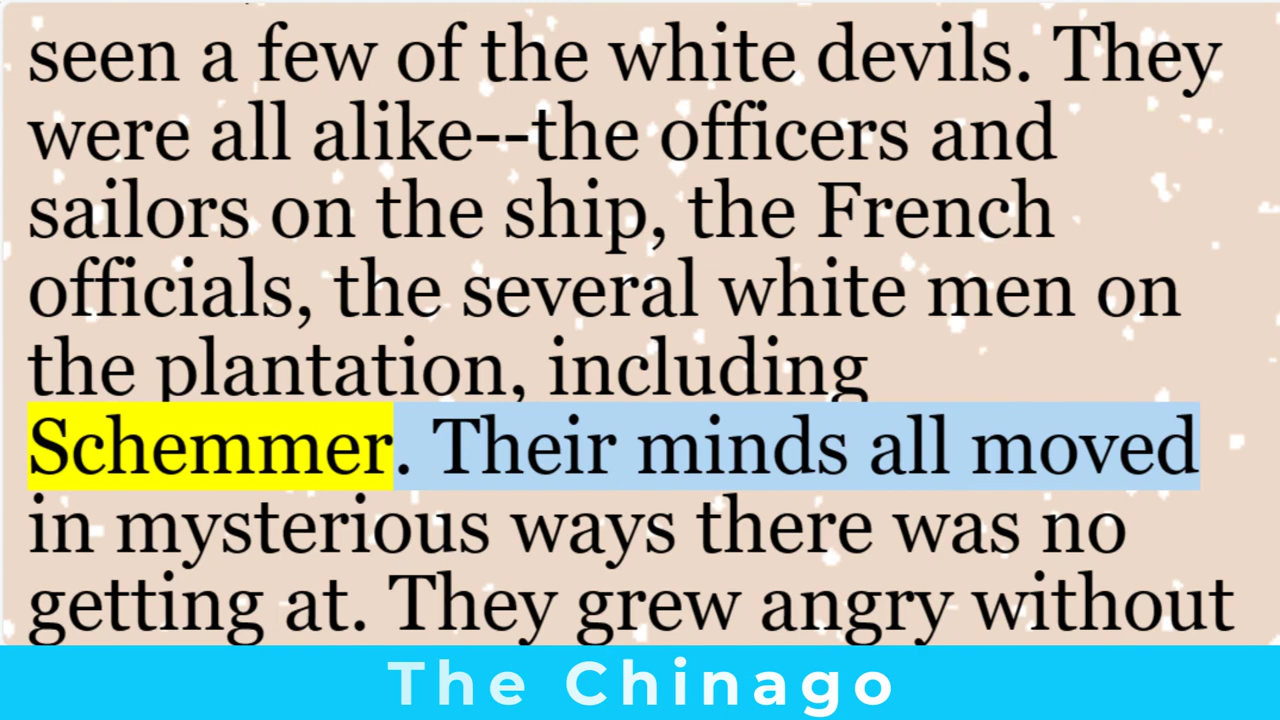 seen a few of the white devils. They
were all alike--the officers and
sailors on the ship, the French
officials, the several white men on
the plantation, including
Schemmer. Their minds all moved
in mysterious ways there was no
getting at. They grew angry without
The Chinago